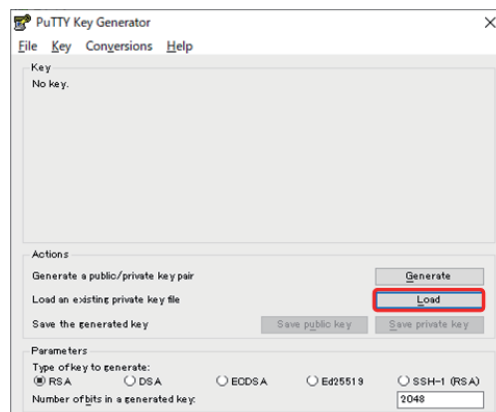 PuTTY Key Generator
File Key Conversions Help
Key
No key.
Actions
Generate a public/private key pair Generate
Load an existing private key file Load
Save the generated key Save public key Save private key
Parameters
Type of key to generate:
RSA DSA ECDSA Ed25519 SSH-1 (RSA)
Number of bits in a generated key: 2048